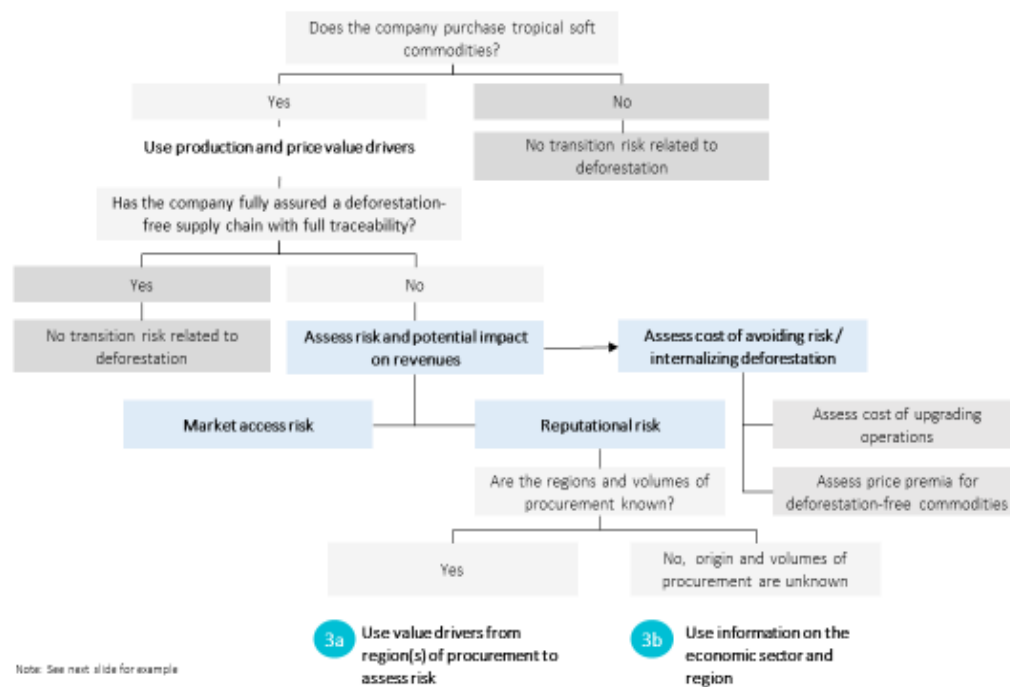 Does the company purchase tropical soft
commodities?
Yes
No
Use production and price value drivers
No transition risk related to
deforestation
Has the company fully assured a deforestation-
free supply chain with full traceability?
Yes
No
No transition risk related to
deforestation
Assess risk and potential impact
on revenues
Assess cost of avoiding risk /
internalizing deforestation
Market access risk
Reputational risk
Assess cost of upgrading
operations
Are the regions and volumes of
procurement known?
Assess price premia for
deforestation-free commodities
Yes
No, origin and volumes of
procurement are unknown
3a
Use value drivers from
region(s) of procurement to
assess risk
3b
Use information on the
economic sector and
region
Note: See next slide for example